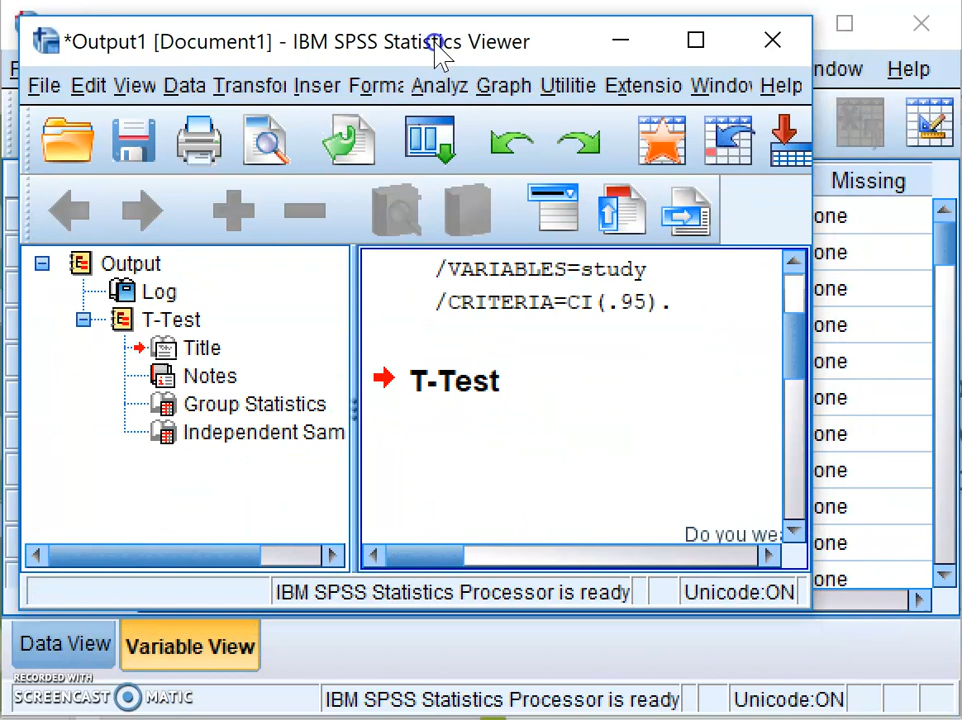 *Output1 [Document1] - IBM SPSS Statistics Viewer
File Edit View Data Transfor Inser Forma Analyz Graph Utilitie Extensio Window Help
ndow Help
Missing
Output
Log
T-Test
Title
Notes
Group Statistics
Independent Sam
/VARIABLES=study
/CRITERIA=CI(.95).
T-Test
Do you wea
one
one
one
one
one
one
one
one
one
one
one
IBM SPSS Statistics Processor is ready Unicode:ON
Data View Variable View
RECORDED WITH
SCREENCAST MATIC
IBM SPSS Statistics Processor is ready Unicode:ON